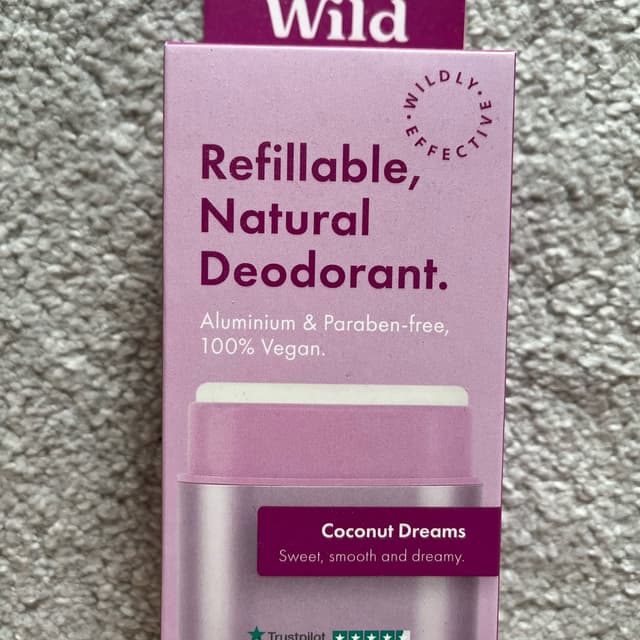 Wild
·WILDLY·
EFFECTIVE
Refillable,
Natural
Deodorant.
Aluminium & Paraben-free,
100% Vegan.
Coconut Dreams
Sweet, smooth and dreamy.
Trustpilot